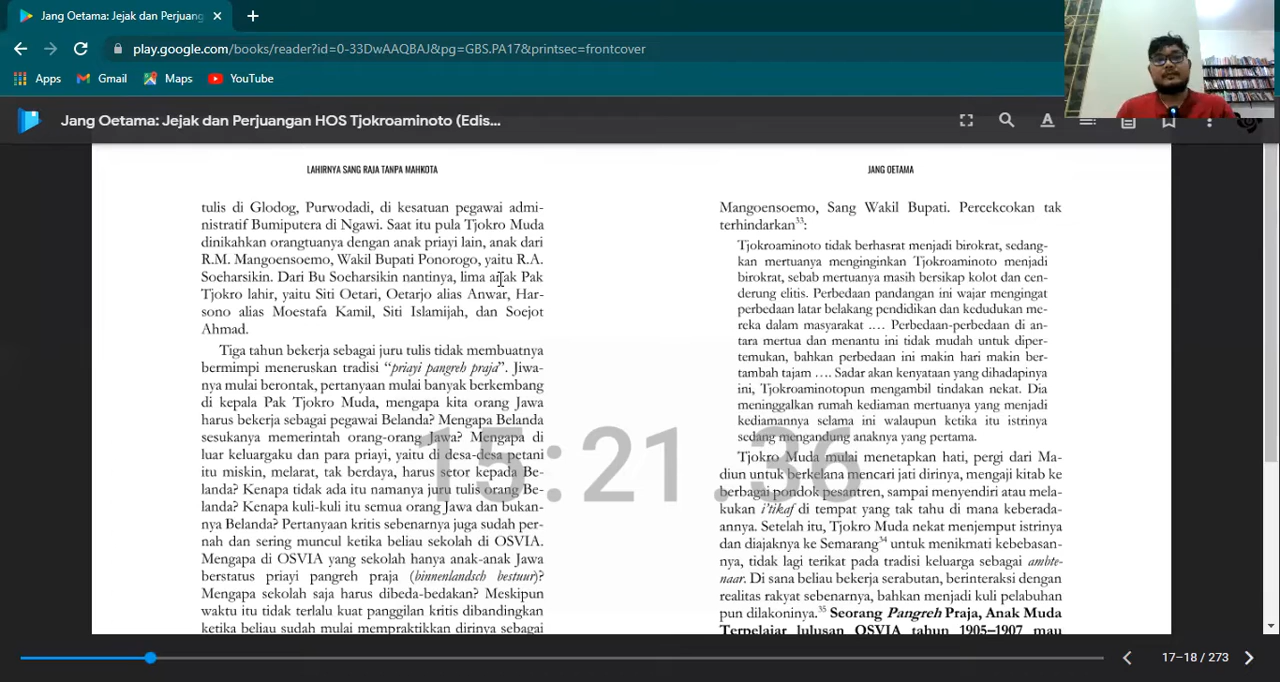 Jang Oetama: Jejak dan Perjuang
play.google.com/books/reader?id=0-33DwAAQBAJ&pg=GBS.PA17&printsec=frontcover
Apps Gmail Maps YouTube
Jang Oetama: Jejak dan Perjuangan HOS Tjokroaminoto (Edis...
LAHIRNYA SANG RAJA TANPA MAHKOTA
tulis di Glodog, Purwodadi, di kesatuan pegawai admi-
nistratif Bumiputera di Ngawi. Saat itu pula Tjokro Muda
dinikahkan orangtuanya dengan anak priayi lain, anak dari
R.M. Mangoensoemo, Wakil Bupati Ponorogo, yaitu R.A.
Soeharsikin. Dari Bu Soeharsikin nantinya, lima anak Pak
Tjokro lahir, yaitu Siti Oetari, Oetarjo alias Anwar, Har-
sono alias Moestafa Kamil, Siti Islamijah, dan Soejot
Ahmad.
Tiga tahun bekerja sebagai juru tulis tidak membuatnya
bermimpi meneruskan tradisi “priayi pangreh praja”. Jiwa-
nya mulai berontak, pertanyaan mulai banyak berkembang
di kepala Pak Tjokro Muda, mengapa kita orang Jawa
harus bekerja sebagai pegawai Belanda? Mengapa Belanda
sesukanya memerintah orang-orang Jawa? Mengapa di
luar keluargaku dan para priayi, yaitu di desa-desa petani
itu miskin, melarat, tak berdaya, harus setor kepada Be-
landa? Kenapa tidak ada itu namanya juru tulis orang Be-
landa? Kenapa kuli-kuli itu semua orang Jawa dan bukan-
nya Belanda? Pertanyaan kritis sebenarnya juga sudah per-
nah dan sering muncul ketika beliau sekolah di OSVIA.
Mengapa di OSVIA yang sekolah hanya anak-anak Jawa
berstatus priayi pangreh praja (binnenlandsch bestuur)?
Mengapa sekolah saja harus dibeda-bedakan? Meskipun
waktu itu tidak terlalu kuat panggilan kritis dibandingkan
ketika beliau sudah mulai mempraktikkan dirinya sebagai
JANG OETAMA
Mangoensoemo, Sang Wakil Bupati. Percekcokan tak
terhindarkan33:
Tjokroaminoto tidak berhasrat menjadi birokrat, sedang-
kan mertuanya menginginkan Tjokroaminoto menjadi
birokrat, sebab mertuanya masih bersikap kolot dan cen-
derung elitis. Perbedaan pandangan ini wajar mengingat
perbedaan latar belakang pendidikan dan kedudukan me-
reka dalam masyarakat .... Perbedaan-perbedaan di an-
tara mertua dan menantu ini tidak mudah untuk diper-
temukan, bahkan perbedaan ini makin hari makin ber-
tambah tajam .... Sadar akan kenyataan yang dihadapinya
ini, Tjokroaminotopun mengambil tindakan nekat. Dia
meninggalkan rumah kediaman mertuanya yang menjadi
kediamannya selama ini walaupun ketika itu istrinya
sedang mengandung anaknya yang pertama.
Tjokro Muda mulai menetapkan hati, pergi dari Ma-
diun untuk berkelana mencari jati dirinya, mengaji kitab ke
berbagai pondok pesantren, sampai menyendiri atau mela-
kukan i’tikaf di tempat yang tak tahu di mana keberada-
annya. Setelah itu, Tjokro Muda nekat menjemput istrinya
dan diajaknya ke Semarang34 untuk menikmati kebebasan-
nya, tidak lagi terikat pada tradisi keluarga sebagai ambte-
naar. Di sana beliau bekerja serabutan, berinteraksi dengan
realitas rakyat sebenarnya, bahkan menjadi kuli pelabuhan
pun dilakoninya.35 Seorang Pangreh Praja, Anak Muda
Terpelajar lulusan OSVIA tahun 1905–1907 mau
15:21.36
17–18 / 273